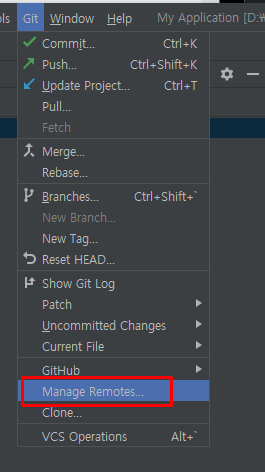 ols Git Window Help My Application [D:₩
Commit... Ctrl+K
Push... Ctrl+Shift+K
Update Project... Ctrl+T
Pull...
Fetch
Merge...
Rebase...
Branches... Ctrl+Shift+`
New Branch...
New Tag...
Reset HEAD...
Show Git Log
Patch
Uncommitted Changes
Current File
GitHub
Manage Remotes...
Clone...
VCS Operations Alt+`